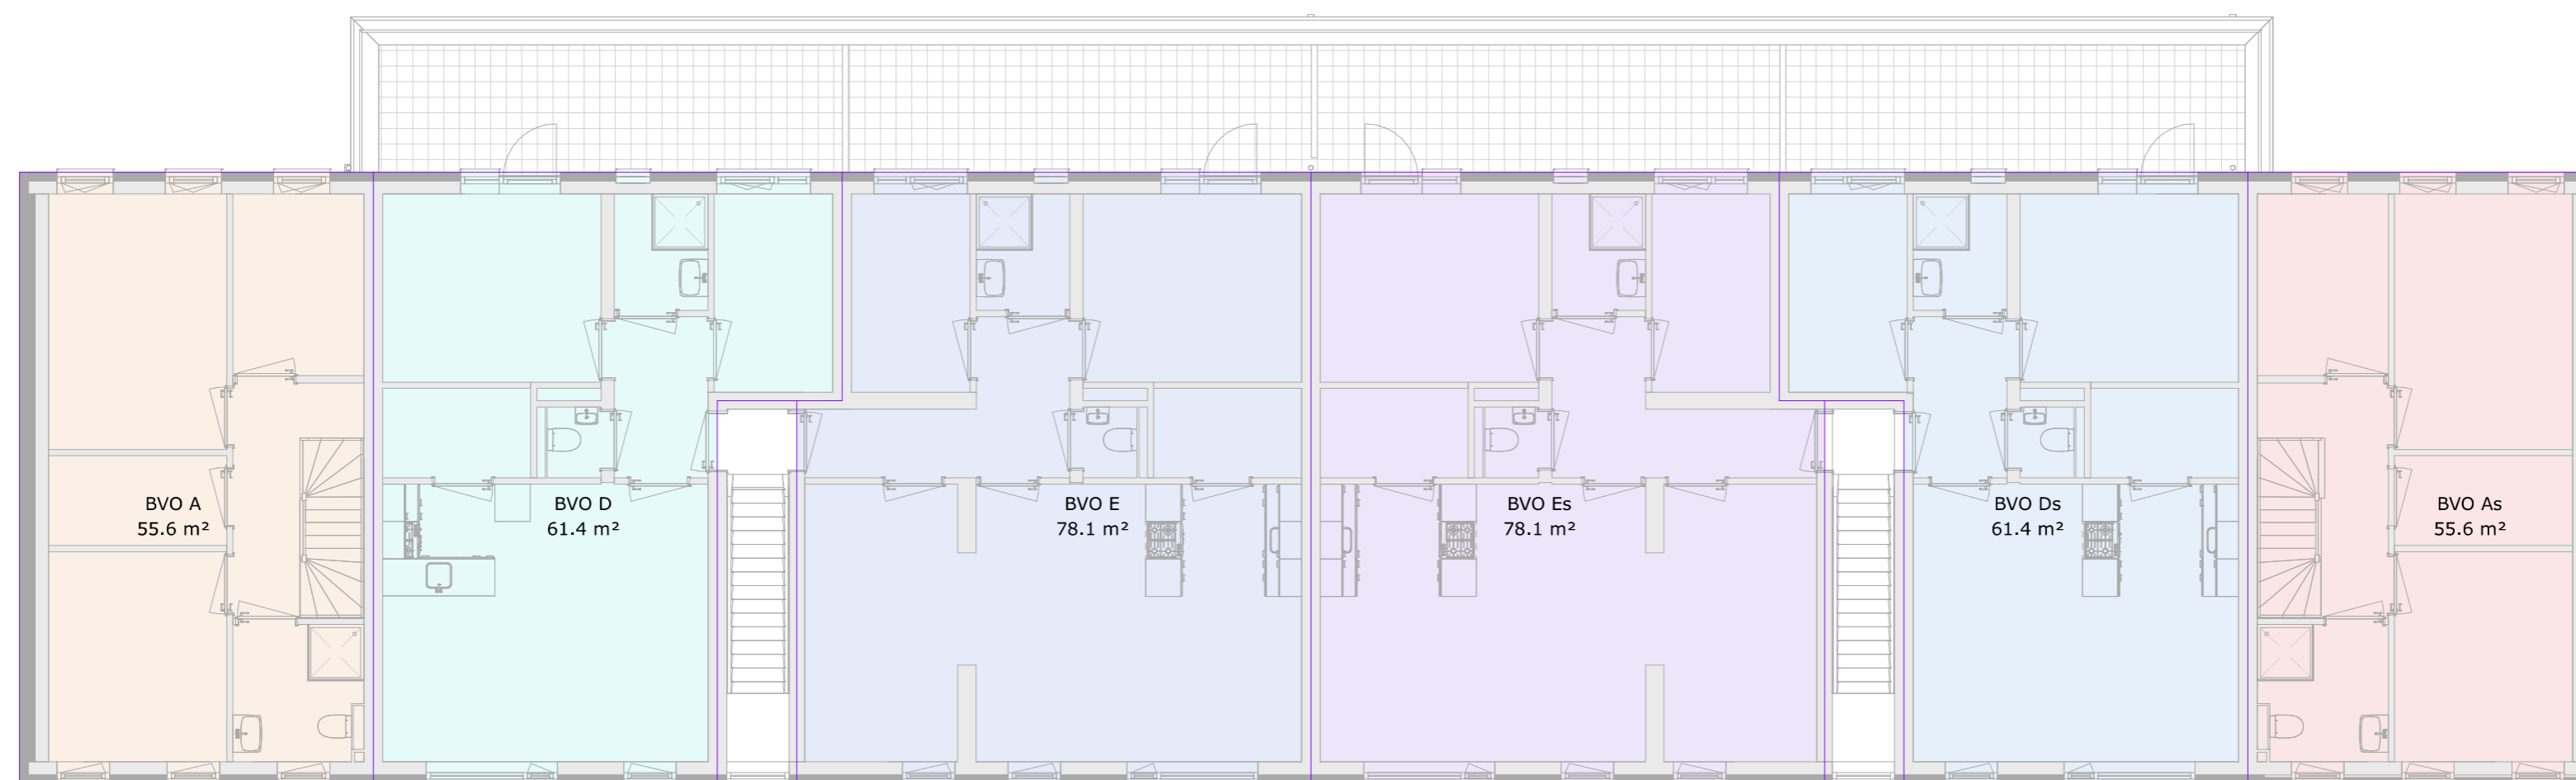 BVO A
55.6 m²
BVO D
61.4 m²
BVO E
78.1 m²
BVO Es
78.1 m²
BVO Ds
61.4 m²
BVO As
55.6 m²